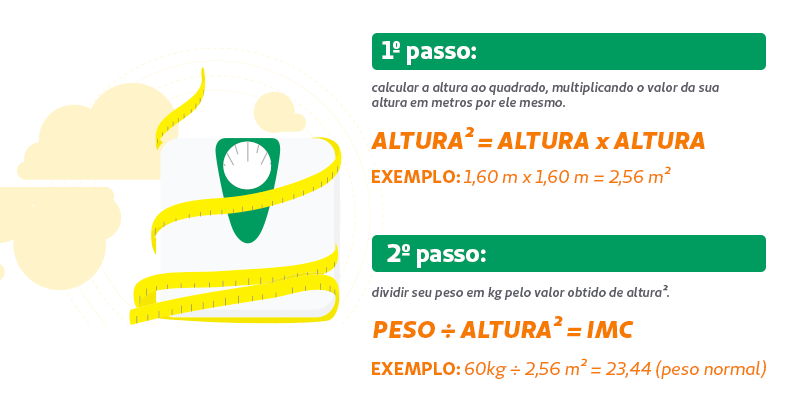 1º passo:
calcular a altura ao quadrado, multiplicando o valor da sua
altura em metros por ele mesmo.
ALTURA² = ALTURA x ALTURA
EXEMPLO: 1,60 m x 1,60 m = 2,56 m²
2º passo:
dividir seu peso em kg pelo valor obtido de altura².
PESO ÷ ALTURA² = IMC
EXEMPLO: 60kg ÷ 2,56 m² = 23,44 (peso normal)